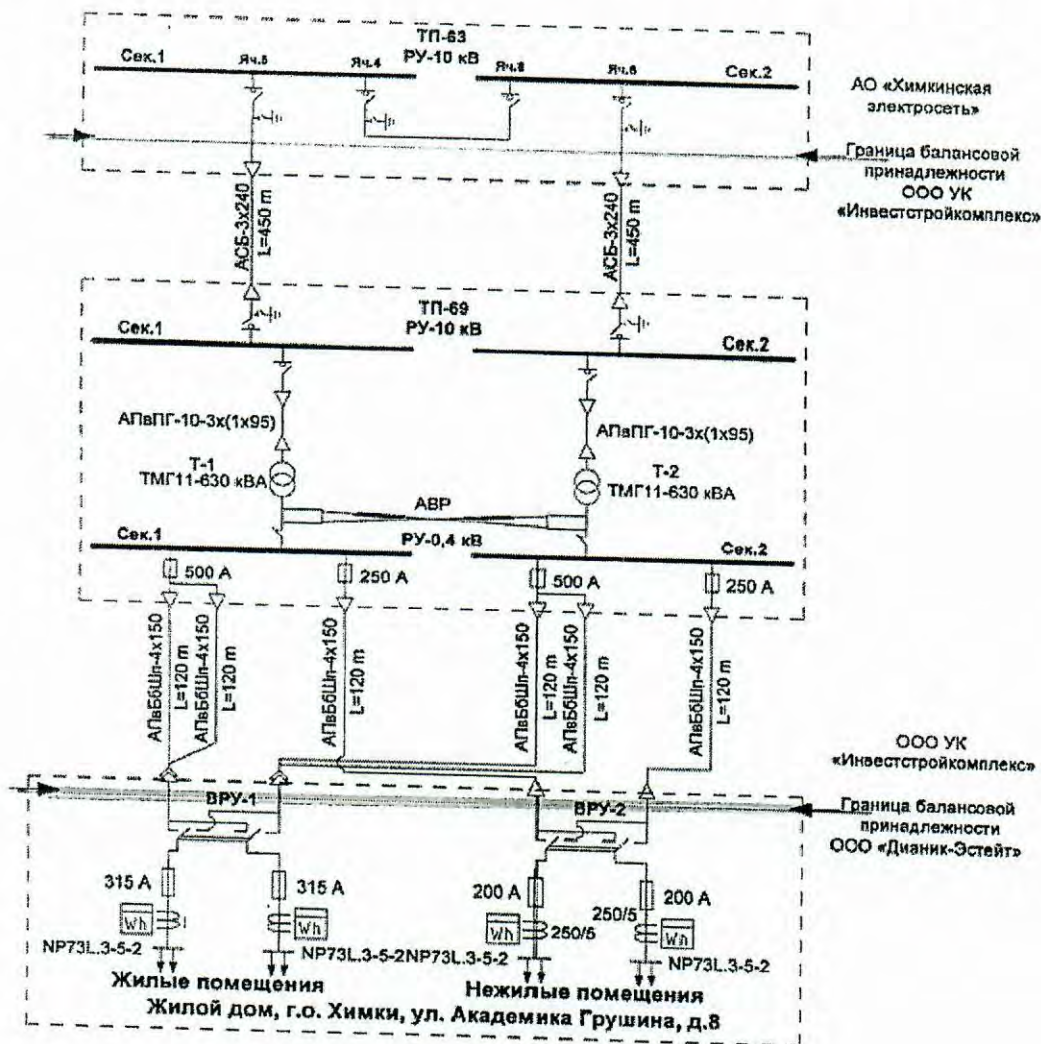 ТП-63
РУ-10 кВ
Сек.1
Яч.5
Яч.4
Яч.8
Яч.6
Сек.2
АО «Химкинская
электросеть»
Граница балансовой
принадлежности
ООО УК
«Инвестстройкомплекс»
АСБ-3х240
L=450 m
АСБ-3х240
L=450 m
ТП-69
РУ-10 кВ
Сек.1
Сек.2
АПвПГ-10-3х(1х95)
АПвПГ-10-3х(1х95)
Т-1
ТМГ11-630 кВА
Т-2
ТМГ11-630 кВА
АВР
РУ-0,4 кВ
Сек.1
Сек.2
500 А
250 А
500 А
250 А
АПвБбШп-4х150
L=120 m
АПвБбШп-4х150
L=120 m
АПвБбШп-4х150
L=120 m
АПвБбШп-4х150
L=120 m
АПвБбШп-4х150
L=120 m
АПвБбШп-4х150
L=120 m
ООО УК
«Инвестстройкомплекс»
Граница балансовой
принадлежности
ООО «Дианик-Эстейт»
ВРУ-1
ВРУ-2
315 А
315 А
200 А
200 А
Wh
Wh
Wh
250/5
250/5
Wh
NP73L.3-5-2
NP73L.3-5-2
NP73L.3-5-2
NP73L.3-5-2
Жилые помещения
Нежилые помещения
Жилой дом, г.о. Химки, ул. Академика Грушина, д.8